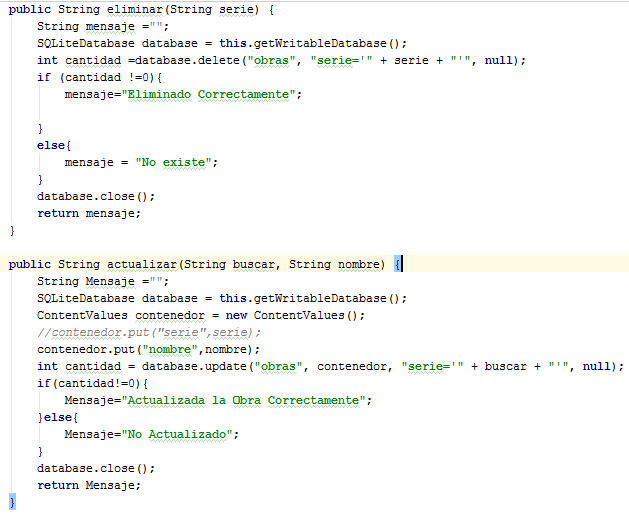 public String eliminar(String serie) {
String mensaje ="";
SQLiteDatabase database = this.getWritableDatabase();
int cantidad =database.delete("obras", "serie='" + serie + "'", null);
if (cantidad !=0){
mensaje="Eliminado Correctamente";
}
else{
mensaje = "No existe";
}
database.close();
return mensaje;
}
public String actualizar(String buscar, String nombre) {
String Mensaje ="";
SQLiteDatabase database = this.getWritableDatabase();
ContentValues contenedor = new ContentValues();
//contenedor.put("serie",serie);
contenedor.put("nombre",nombre);
int cantidad = database.update("obras", contenedor, "serie='" + buscar + "'", null);
if(cantidad!=0){
Mensaje="Actualizada la Obra Correctamente";
}else{
Mensaje="No Actualizado";
}
database.close();
return Mensaje;
}